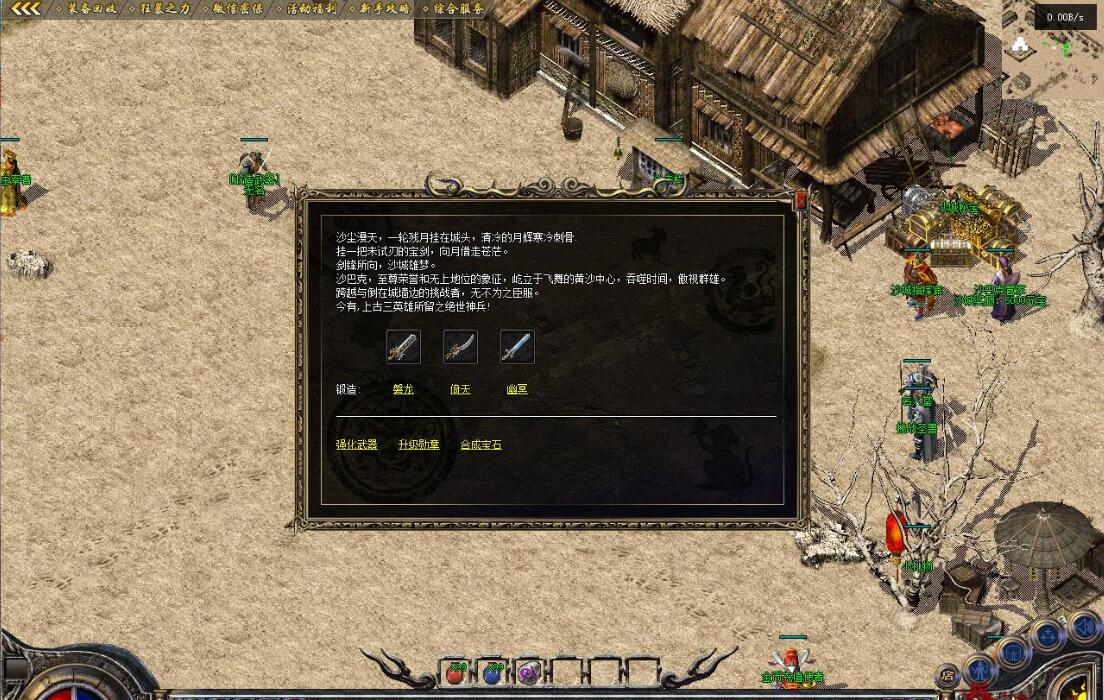 装备回收 狂暴之力 微信密保 活动福利 新手攻略 综合服务
0.00B/s
沙尘漫天，一轮残月挂在城头，清冷的月辉寒冷刺骊.
挂一把未试刃的宝剑，向月借走苍茫。
剑锋所向，沙城雄梦。
沙巴克，至尊荣誉和无上地位的象征，屹立于飞舞的黄沙中心，吞噬时间，傲视群雄。
跨越与倒在城墙边的挑战者，无不为之臣服。
今有,上古三英雄所留之绝世神兵！
锻造： 磐龙 倚天 幽冥
强化武器 升级勋章 合成宝石
店